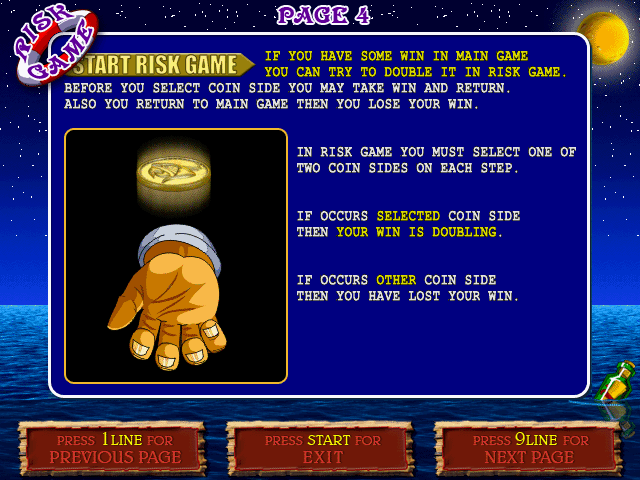 PAGE 4
RISK
GAME
START RISK GAME
IF YOU HAVE SOME WIN IN MAIN GAME
YOU CAN TRY TO DOUBLE IT IN RISK GAME.
BEFORE YOU SELECT COIN SIDE YOU MAY TAKE WIN AND RETURN.
ALSO YOU RETURN TO MAIN GAME THEN YOU LOSE YOUR WIN.
IN RISK GAME YOU MUST SELECT ONE OF
TWO COIN SIDES ON EACH STEP.
IF OCCURS SELECTED COIN SIDE
THEN YOUR WIN IS DOUBLING.
IF OCCURS OTHER COIN SIDE
THEN YOU HAVE LOST YOUR WIN.
PRESS 1LINE FOR
PREVIOUS PAGE
PRESS START FOR
EXIT
PRESS 9LINE FOR
NEXT PAGE